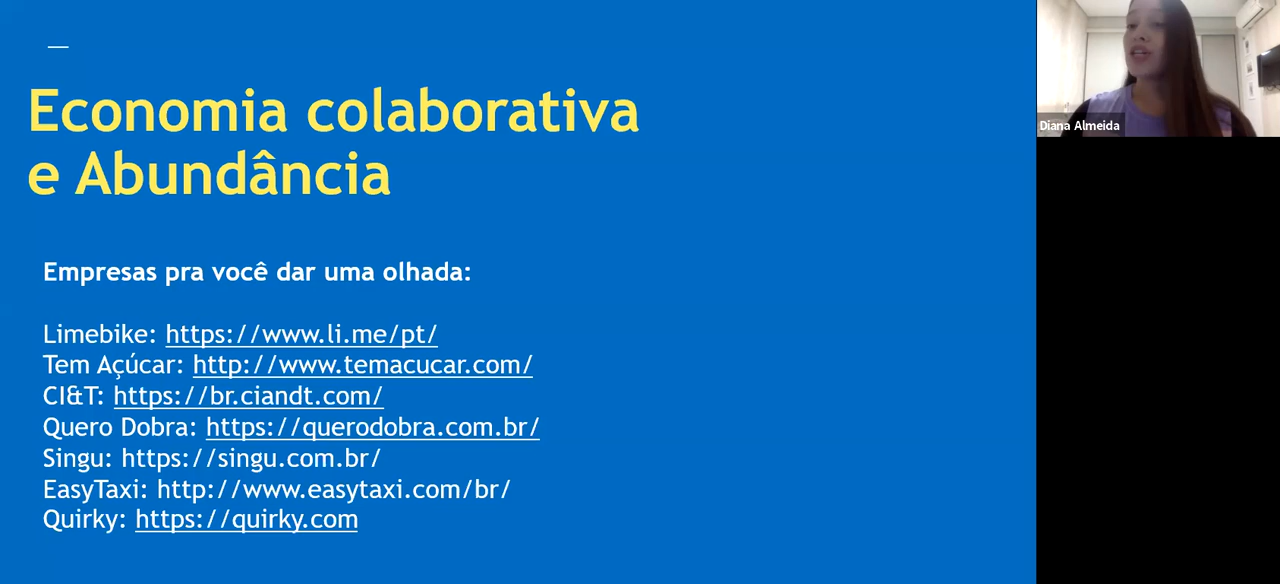 Economia colaborativa
e Abundância
Empresas pra você dar uma olhada:
Limebike: https://www.li.me/pt/
Tem Açúcar: http://www.temacucar.com/
CI&T: https://br.ciandt.com/
Quero Dobra: https://querodobra.com.br/
Singu: https://singu.com.br/
EasyTaxi: http://www.easytaxi.com/br/
Quirky: https://quirky.com
Diana Almeida